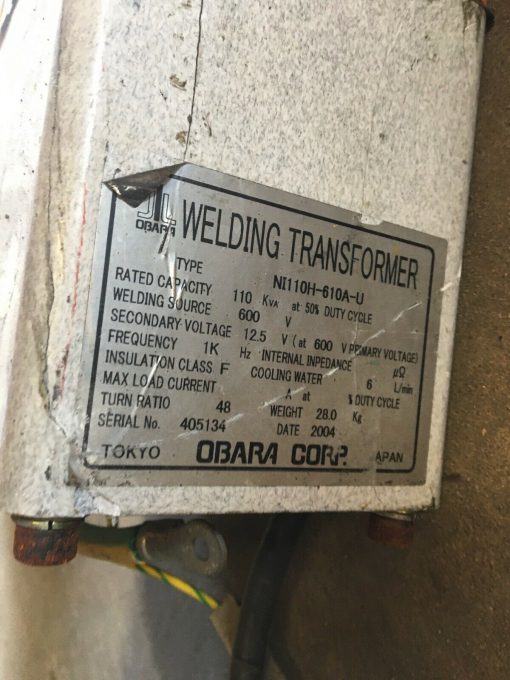 OBARA
WELDING TRANSFORMER
TYPE NI110H-610A-U
RATED CAPACITY 110 KVA at 50% DUTY CYCLE
WELDING SOURCE 600 V
SECONDARY VOLTAGE 12.5 V (at 600 V PRIMARY VOLTAGE)
FREQUENCY 1K Hz INTERNAL INPEDANCE μΩ
INSULATION CLASS F COOLING WATER 6 L/min
MAX LOAD CURRENT A at % DUTY CYCLE
TURN RATIO 48 WEIGHT 28.0 Kg
SERIAL No. 405134 DATE 2004
TOKYO OBARA CORP. JAPAN